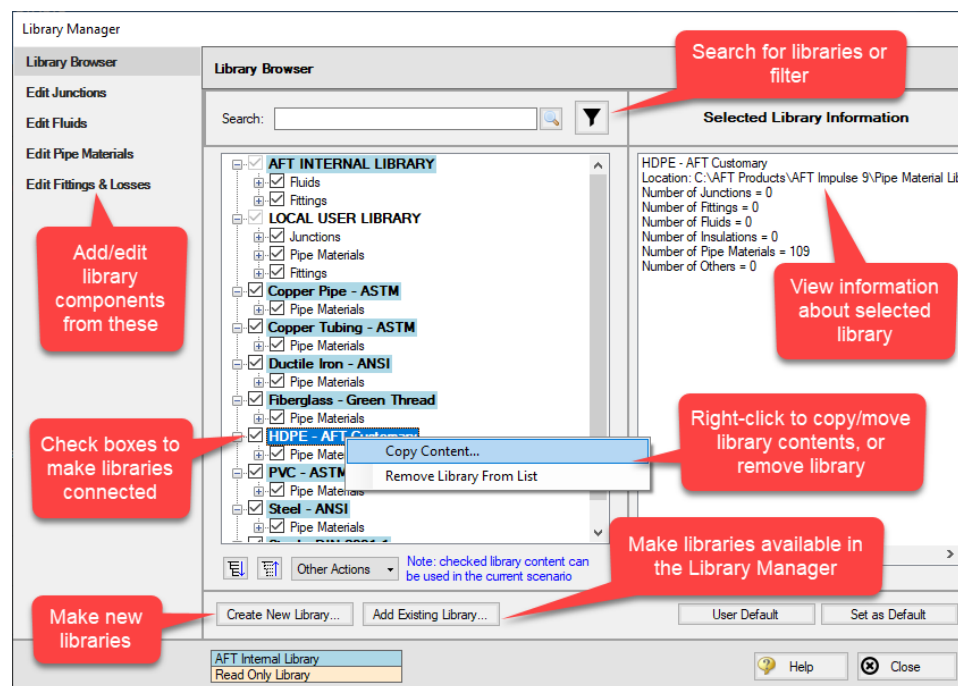 Library Manager
Library Browser
Edit Junctions
Edit Fluids
Edit Pipe Materials
Edit Fittings & Losses
Add/edit
library
components
from these
Library Browser
Search for libraries or
filter
Search:
Selected Library Information
AFT INTERNAL LIBRARY
Fluids
Fittings
LOCAL USER LIBRARY
Junctions
Pipe Materials
Fittings
Copper Pipe - ASTM
Pipe Materials
Copper Tubing - ASTM
Pipe Materials
Ductile Iron - ANSI
Pipe Materials
Fiberglass - Green Thread
Pipe Materials
HDPE - AFT Customary
Pipe Mate
PVC - ASTM
Pipe Materials
Steel - ANSI
Pipe Materials
Copy Content...
Remove Library From List
Check boxes to
make libraries
connected
HDPE - AFT Customary
Location: C:\AFT Products\AFT Impulse 9\Pipe Material Lib
Number of Junctions = 0
Number of Fittings = 0
Number of Fluids = 0
Number of Insulations = 0
Number of Pipe Materials = 109
Number of Others = 0
View information
about selected
library
Right-click to copy/move
library contents, or
remove library
Make libraries available in
the Library Manager
Other Actions
Note: checked library content can
be used in the current scenario
Make new
libraries
Create New Library...
Add Existing Library...
User Default
Set as Default
AFT Internal Library
Read Only Library
Help
Close